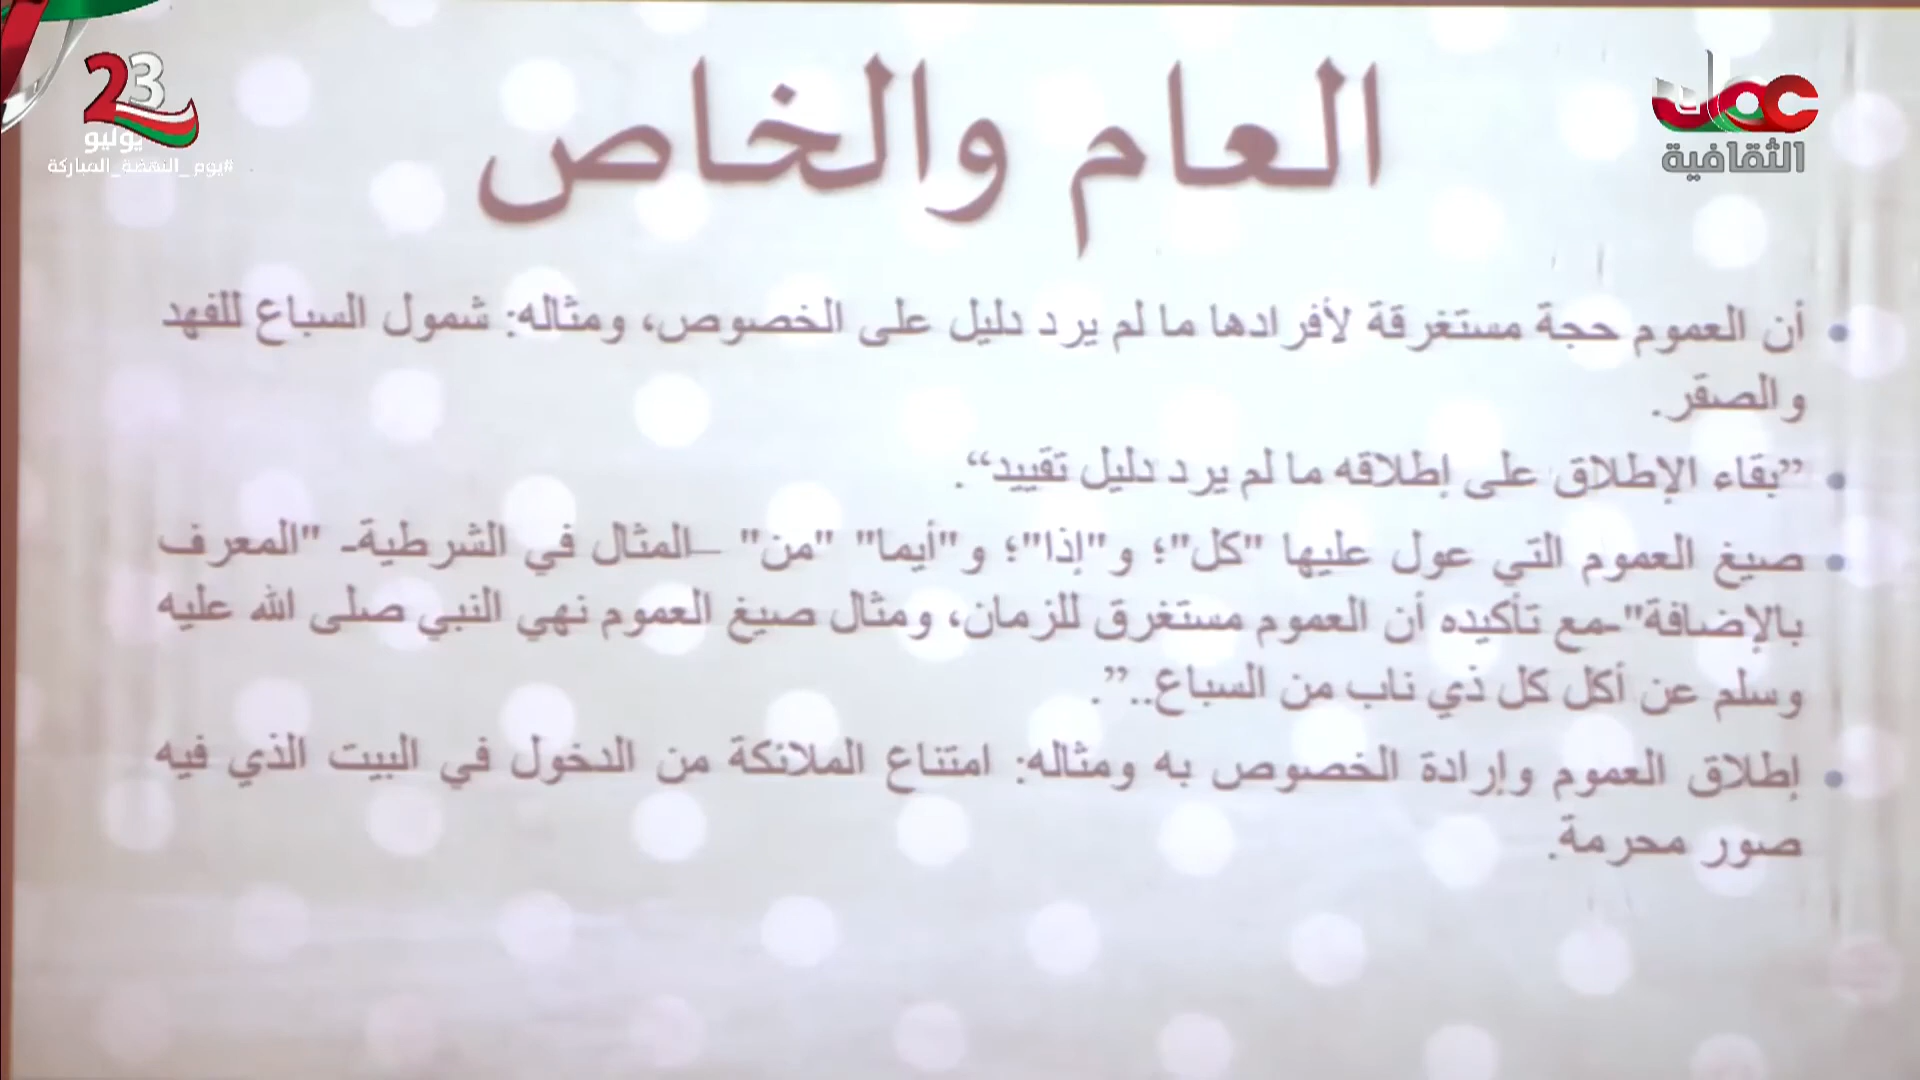 العام والخاص
أن العموم حجة مستغرقة لأفرادها ما لم يرد دليل على الخصوص، ومثاله: شمول السباع للفهد
والصقر.
”بقاء الإطلاق على إطلاقه ما لم يرد دليل تقييد“.
صيغ العموم التي عول عليها "كل"؛ و"إذا"؛ و"أيما" "من" –المثال في الشرطية- "المعرف
بالإضافة"-مع تأكيده أن العموم مستغرق للزمان، ومثال صيغ العموم نهي النبي صلى الله عليه
وسلم عن أكل كل ذي ناب من السباع..”.
إطلاق العموم وإرادة الخصوص به ومثاله: امتناع الملائكة من الدخول في البيت الذي فيه
صور محرمة.
عمان
الثقافية
23
يوليو
#يوم_النهضة_المباركة